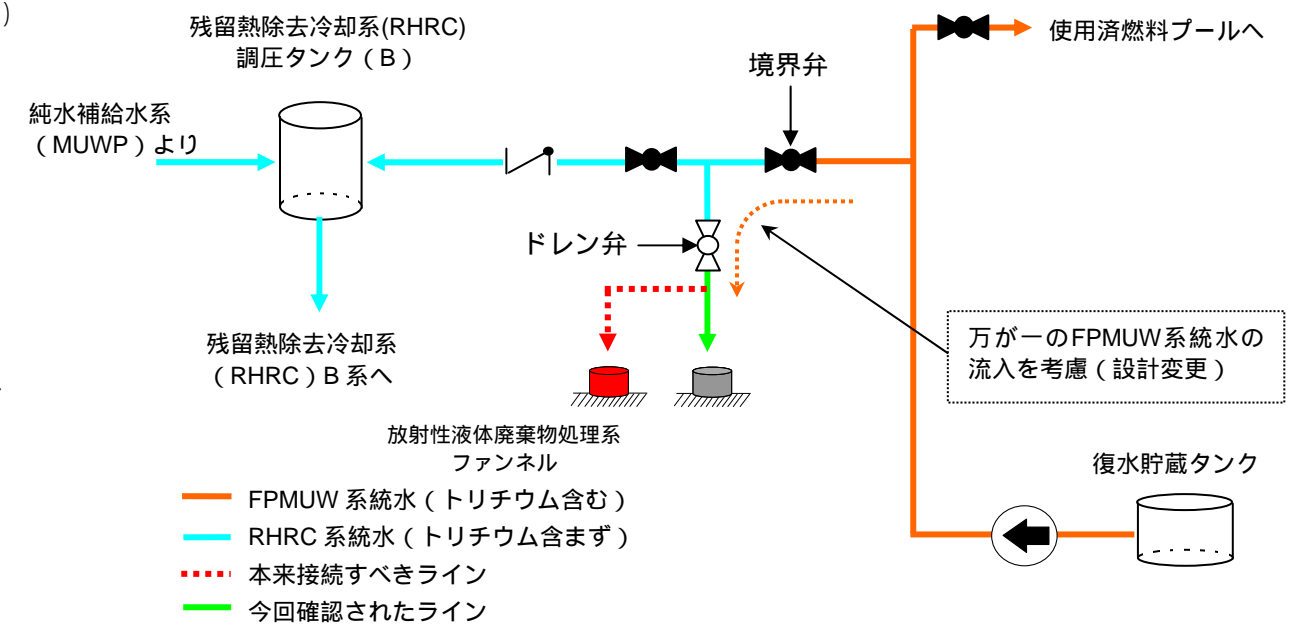 )
残留熱除去冷却系(RHRC)
調圧タンク（B）
使用済燃料プールへ
境界弁
純水補給水系
（MUWP）より
ドレン弁
万が一のFPMUW系統水の
流入を考慮（設計変更）
残留熱除去冷却系
（RHRC）B 系へ
放射性液体廃棄物処理系
ファンネル
復水貯蔵タンク
FPMUW 系統水（トリチウム含む）
RHRC 系統水（トリチウム含まず）
本来接続すべきライン
今回確認されたライン